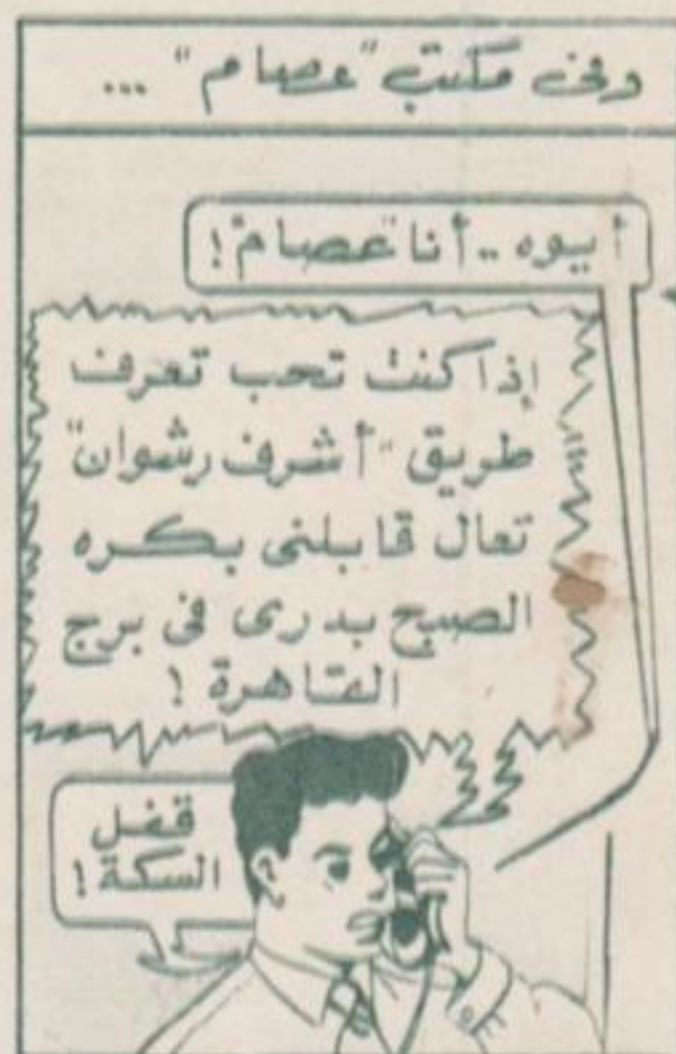 وفى مكتب "عصام" ...
أيوه .. أنا "عصام"!
إذا كنت تحب تعرف
طريق "أشرف رشوان"
تعال قابلنى بكره
الصبح بدرى فى برج
القاهرة !
قفل
السكة !